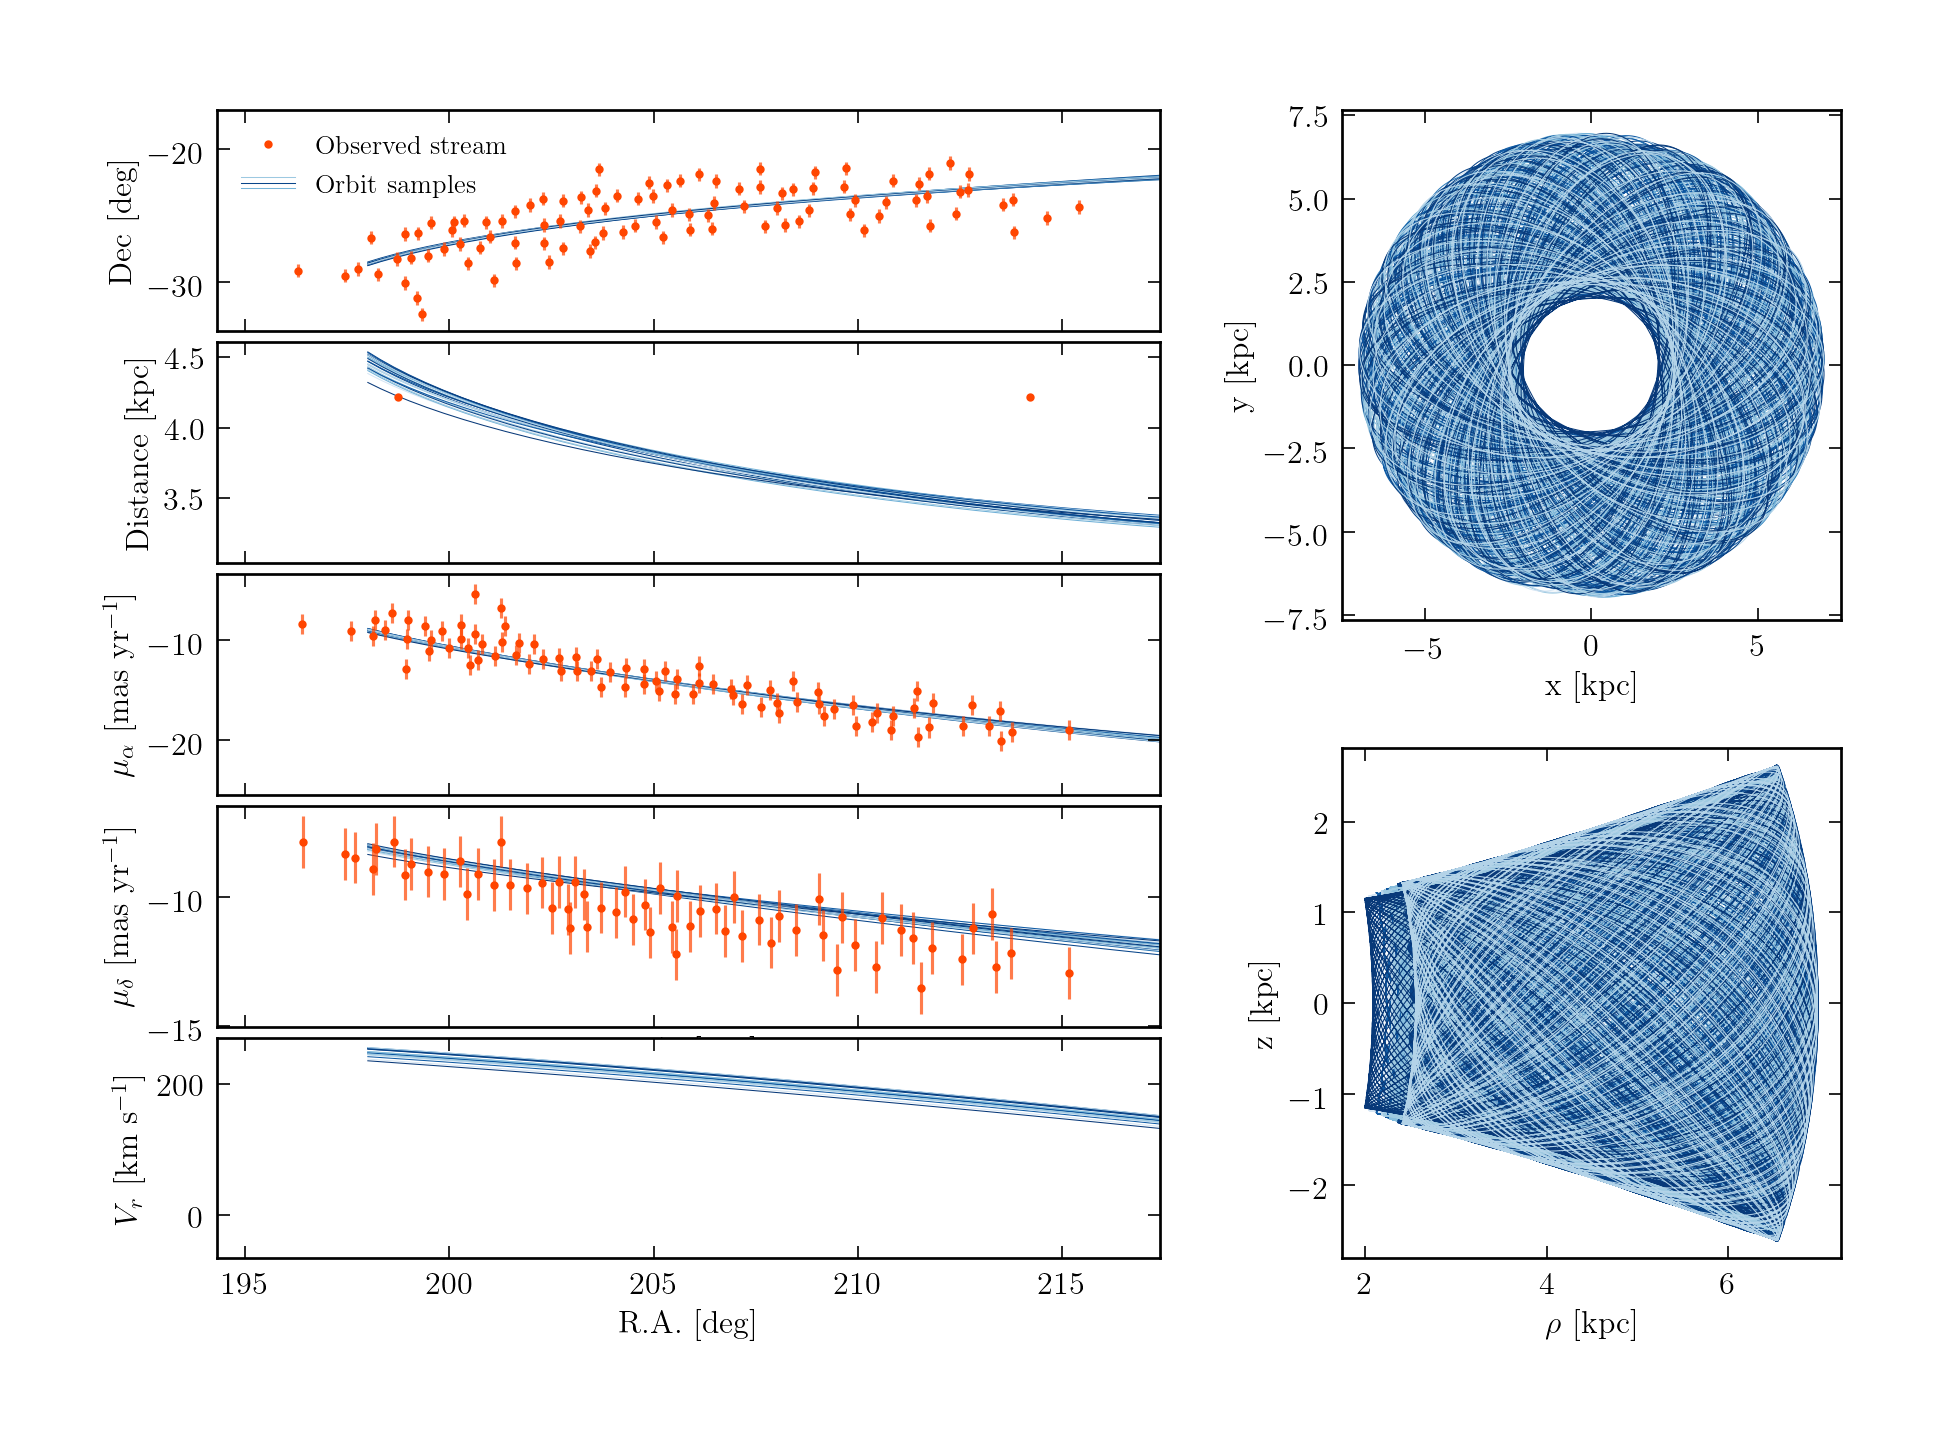 Dec [deg]
−20
−30
Observed stream
Orbit samples
Distance [kpc]
4.5
4.0
3.5
μα [mas yr−1]
−10
−20
μδ [mas yr−1]
−10
−15
Vr [km s−1]
200
0
195 200 205 210 215
R.A. [deg]
y [kpc]
7.5
5.0
2.5
0.0
−2.5
−5.0
−7.5
−5 0 5
x [kpc]
z [kpc]
2
1
0
−1
−2
2 4 6
ρ [kpc]